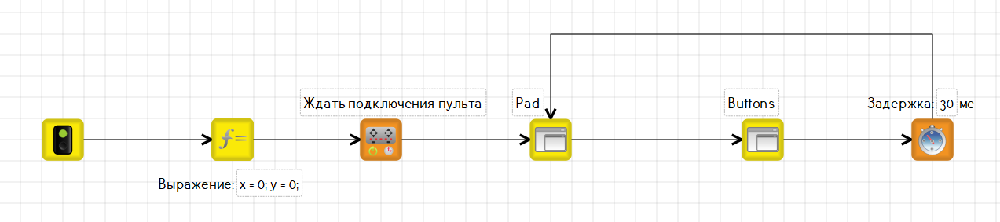 Ждать подключения пульта
Pad
Buttons
Задержка: 30 мс
Выражение: x = 0; y = 0;